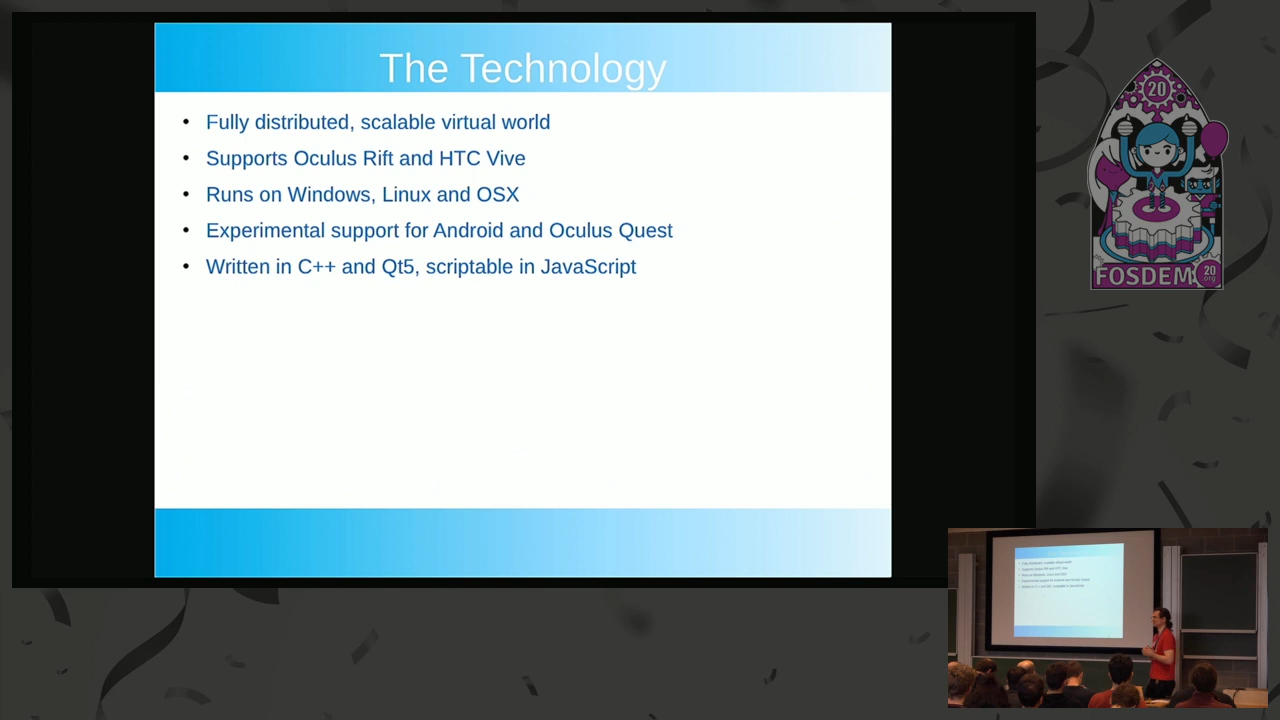 The Technology
• Fully distributed, scalable virtual world
• Supports Oculus Rift and HTC Vive
• Runs on Windows, Linux and OSX
• Experimental support for Android and Oculus Quest
• Written in C++ and Qt5, scriptable in JavaScript
20
FOSDEM
20
.org